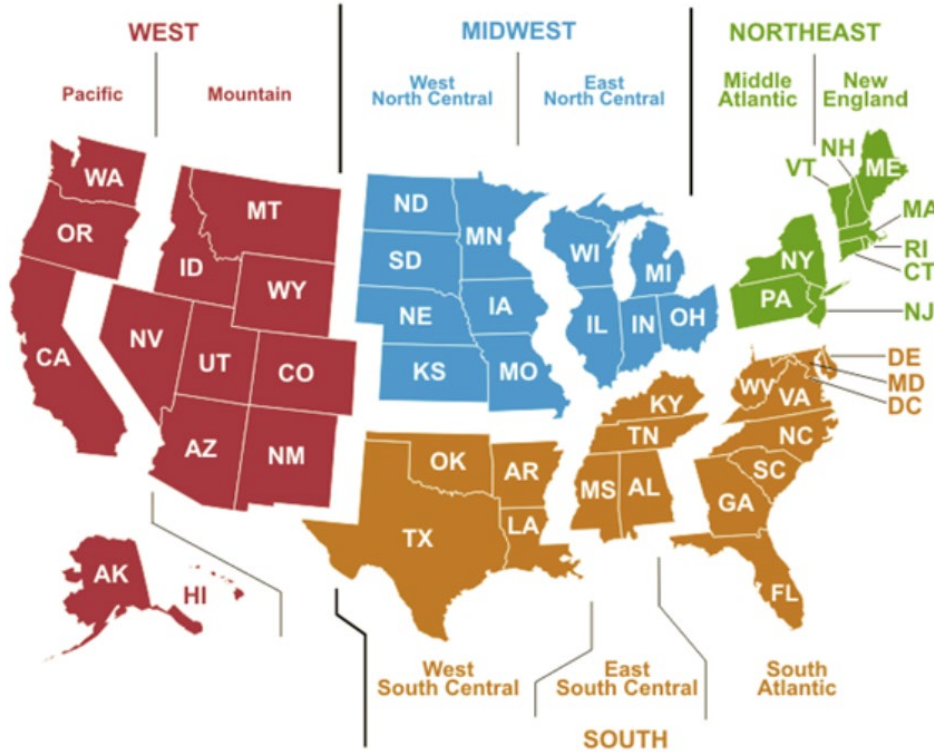 WEST
MIDWEST
NORTHEAST
Pacific
Mountain
West
North Central
East
North Central
Middle
Atlantic
New
England
WA
OR
CA
NV
ID
MT
WY
UT
CO
AZ
NM
AK
HI
ND
SD
NE
KS
MN
IA
MO
WI
MI
IL
IN
OH
NH
VT
ME
MA
RI
CT
NY
PA
NJ
DE
MD
DC
WV
VA
NC
SC
GA
FL
KY
TN
MS
AL
OK
AR
TX
LA
West
South Central
East
South Central
South
Atlantic
SOUTH